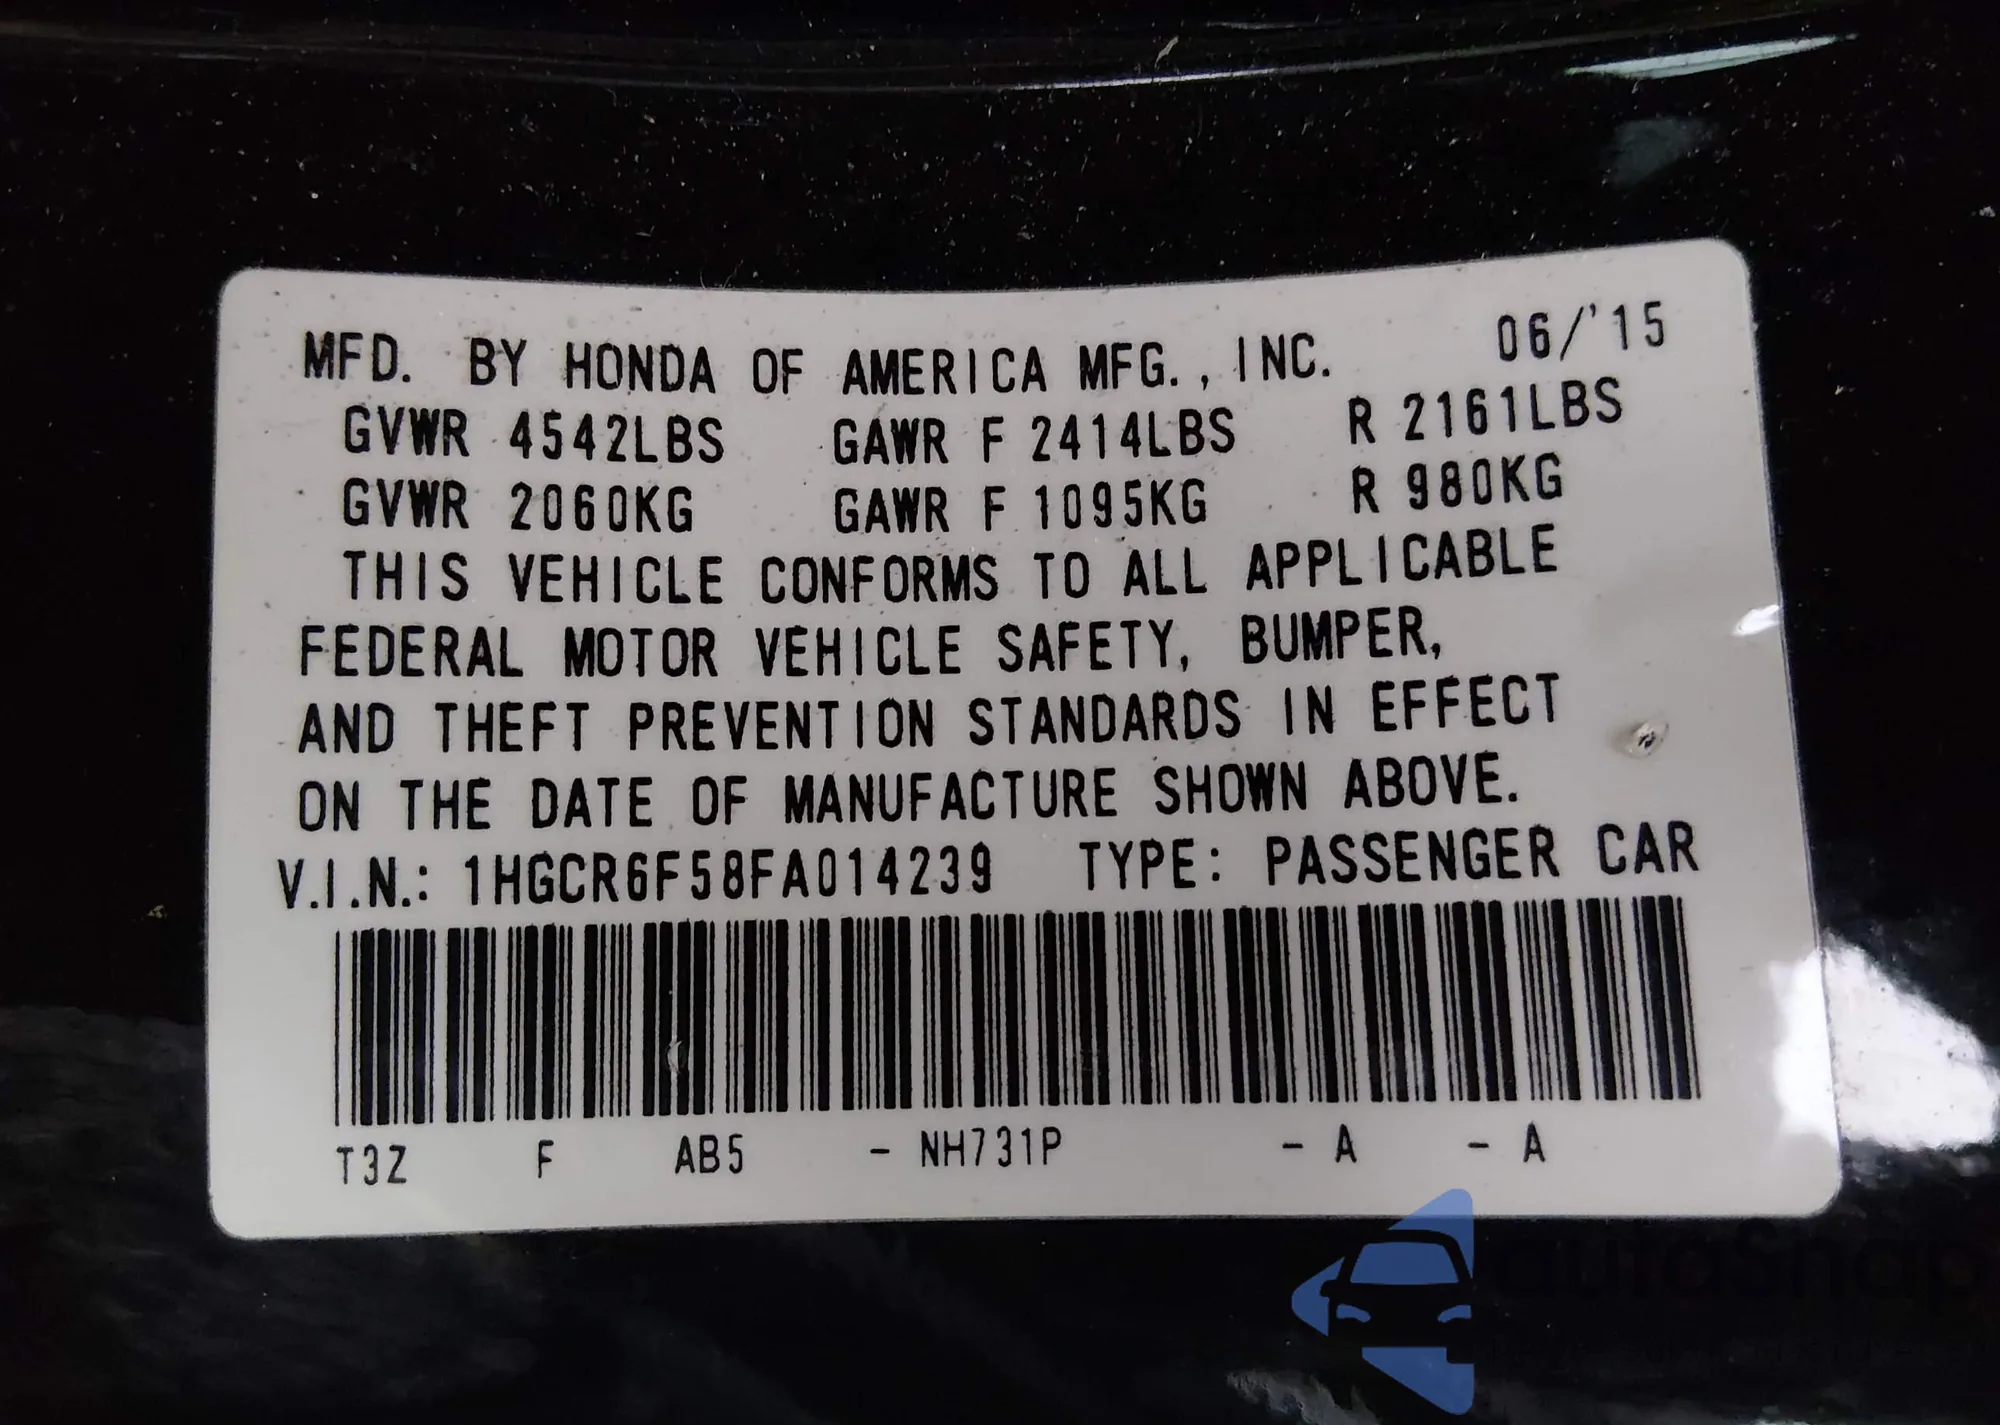 MFD. BY HONDA OF AMERICA MFG., INC. 06/'15
GVWR 4542LBS GAWR F 2414LBS R 2161LBS
GVWR 2060KG GAWR F 1095KG R 980KG
THIS VEHICLE CONFORMS TO ALL APPLICABLE
FEDERAL MOTOR VEHICLE SAFETY, BUMPER,
AND THEFT PREVENTION STANDARDS IN EFFECT
ON THE DATE OF MANUFACTURE SHOWN ABOVE.
V.I.N.: 1HGCR6F58FA014239 TYPE: PASSENGER CAR
T3Z F AB5 - NH731P - A - A